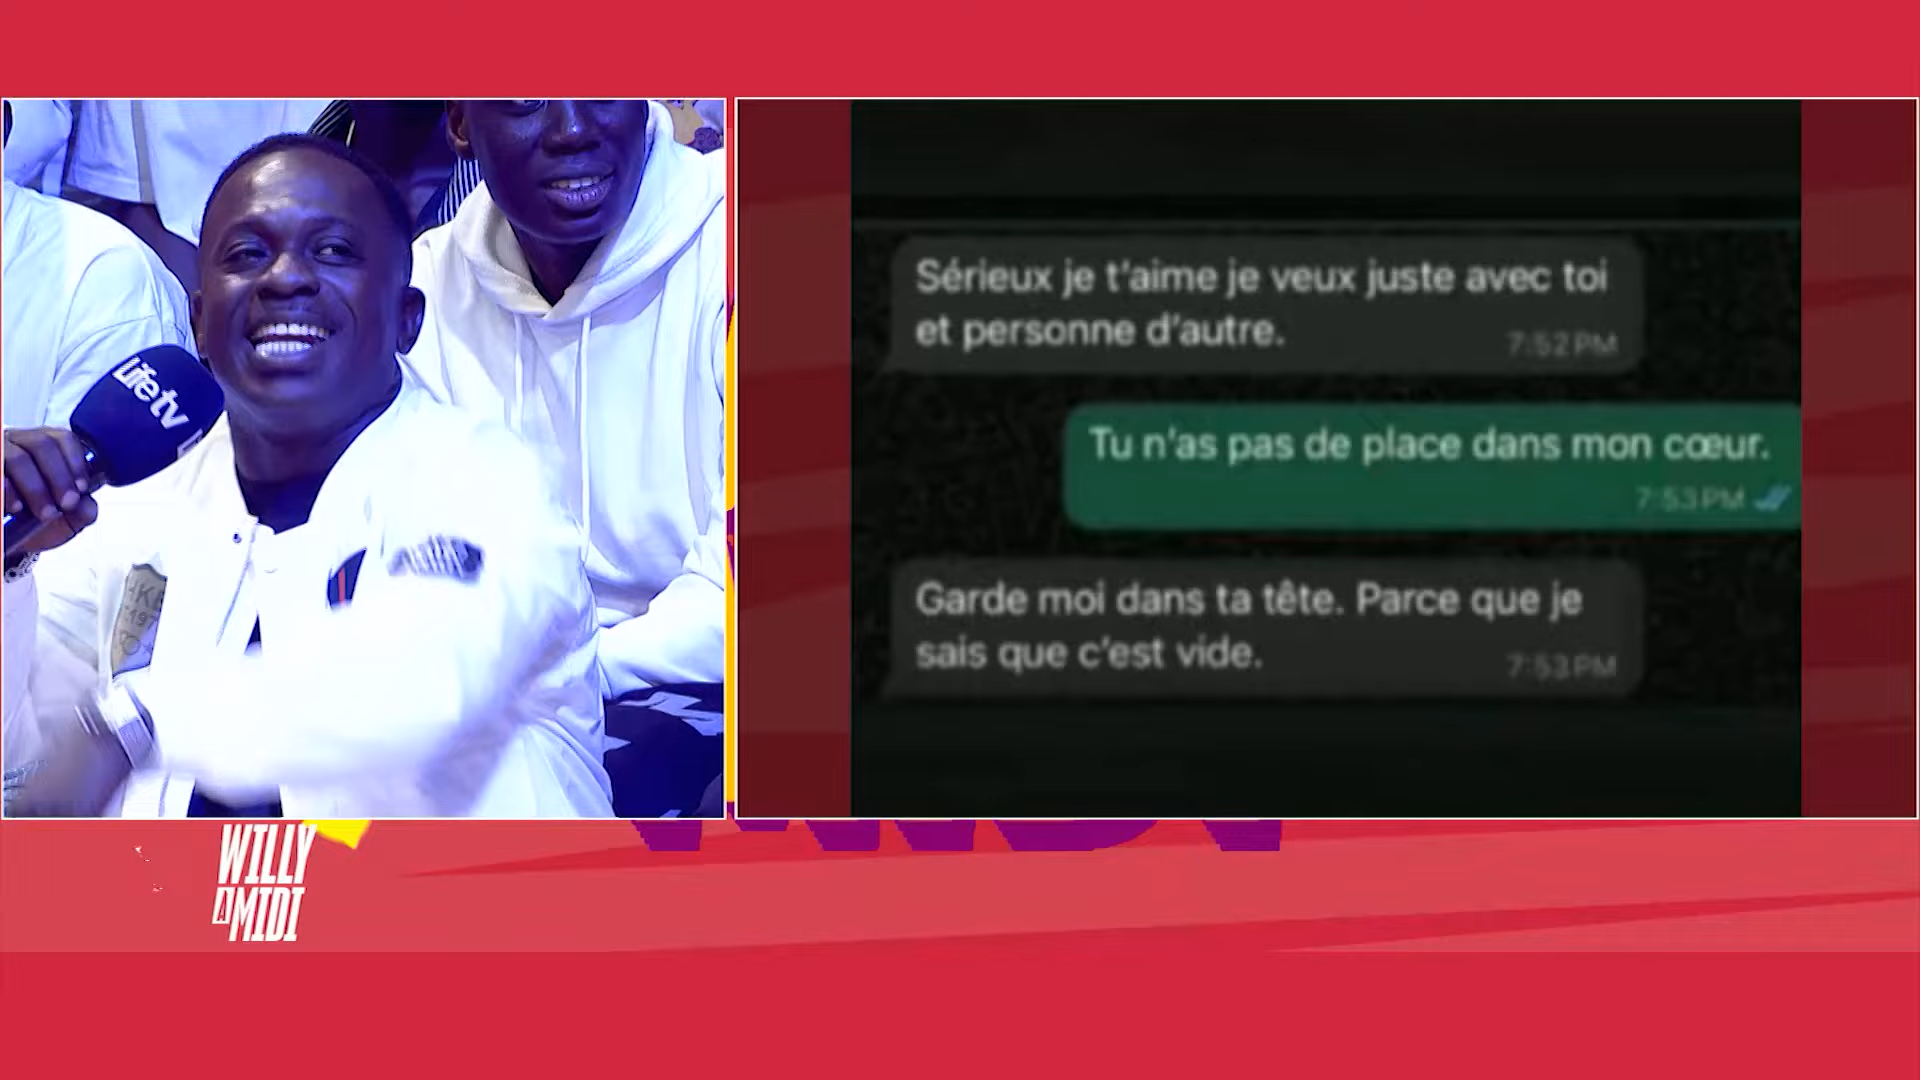 Lifetv
Sérieux je t'aime je veux juste avec toi
et personne d'autre.
7:52 PM
Tu n'as pas de place dans mon cœur.
7:53 PM
Garde moi dans ta tête. Parce que je
sais que c'est vide.
7:53 PM
WILLY
A MIDI